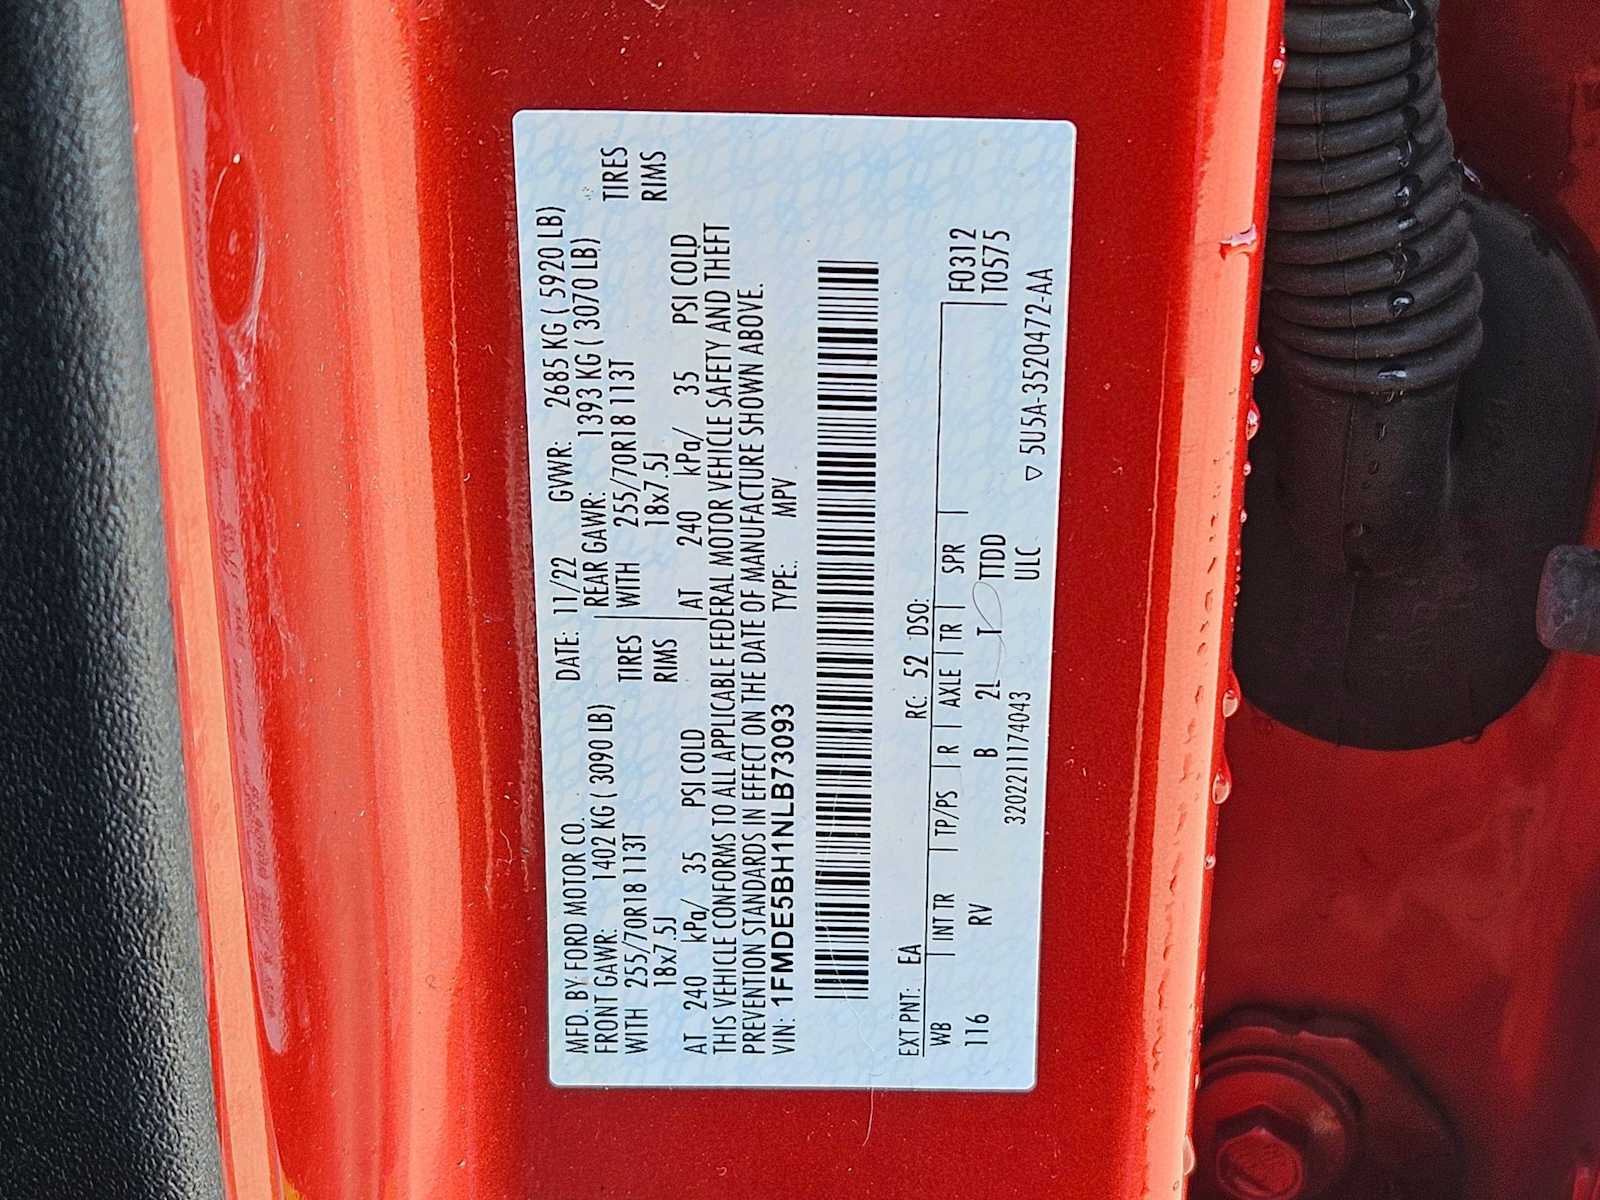 MFD. BY FORD MOTOR CO. DATE: 11/22 GVWR: 2685 KG ( 5920 LB)
FRONT GAWR: 1402 KG ( 3090 LB) REAR GAWR: 1393 KG ( 3070 LB)
WITH 255/70R18 113T TIRES WITH 255/70R18 113T TIRES
18x7.5J RIMS 18x7.5J RIMS
AT 240 kPa/ 35 PSI COLD AT 240 kPa/ 35 PSI COLD
THIS VEHICLE CONFORMS TO ALL APPLICABLE FEDERAL MOTOR VEHICLE SAFETY AND THEFT
PREVENTION STANDARDS IN EFFECT ON THE DATE OF MANUFACTURE SHOWN ABOVE.
VIN: 1FMDE5BH1NLB73093 TYPE: MPV
EXT PNT: EA RC: 52 DSO:
WB | INT TR | TP/PS | R | AXLE | TR | SPR | F0312
116 RV B 2L T TTDD T0575
320221117404​3 ULC
▽ 5U5A-3520472-AA